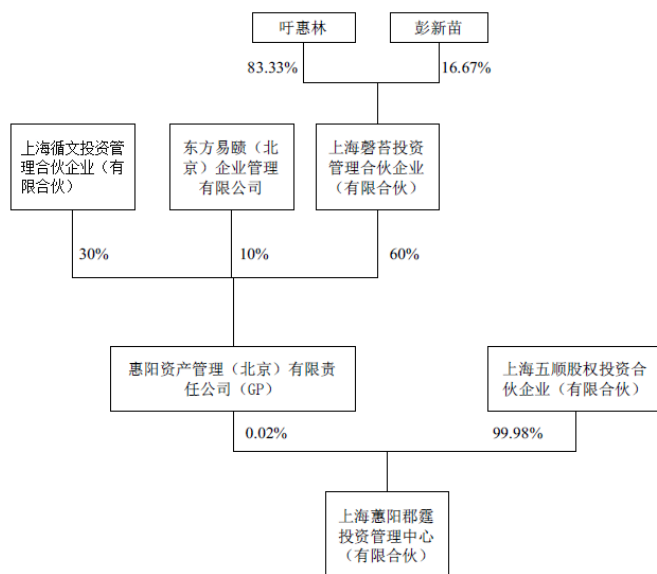 吁惠林
彭新苗
83.33%
16.67%
上海循文投资管
理合伙企业（有
限合伙）
东方易赜（北
京）企业管理
有限公司
上海磬苔投资
管理合伙企业
（有限合伙）
30%
10%
60%
惠阳资产管理（北京）有限责
任公司（GP）
上海五顺股权投资合
伙企业（有限合伙）
0.02%
99.98%
上海蕙阳郡霆
投资管理中心
（有限合伙）